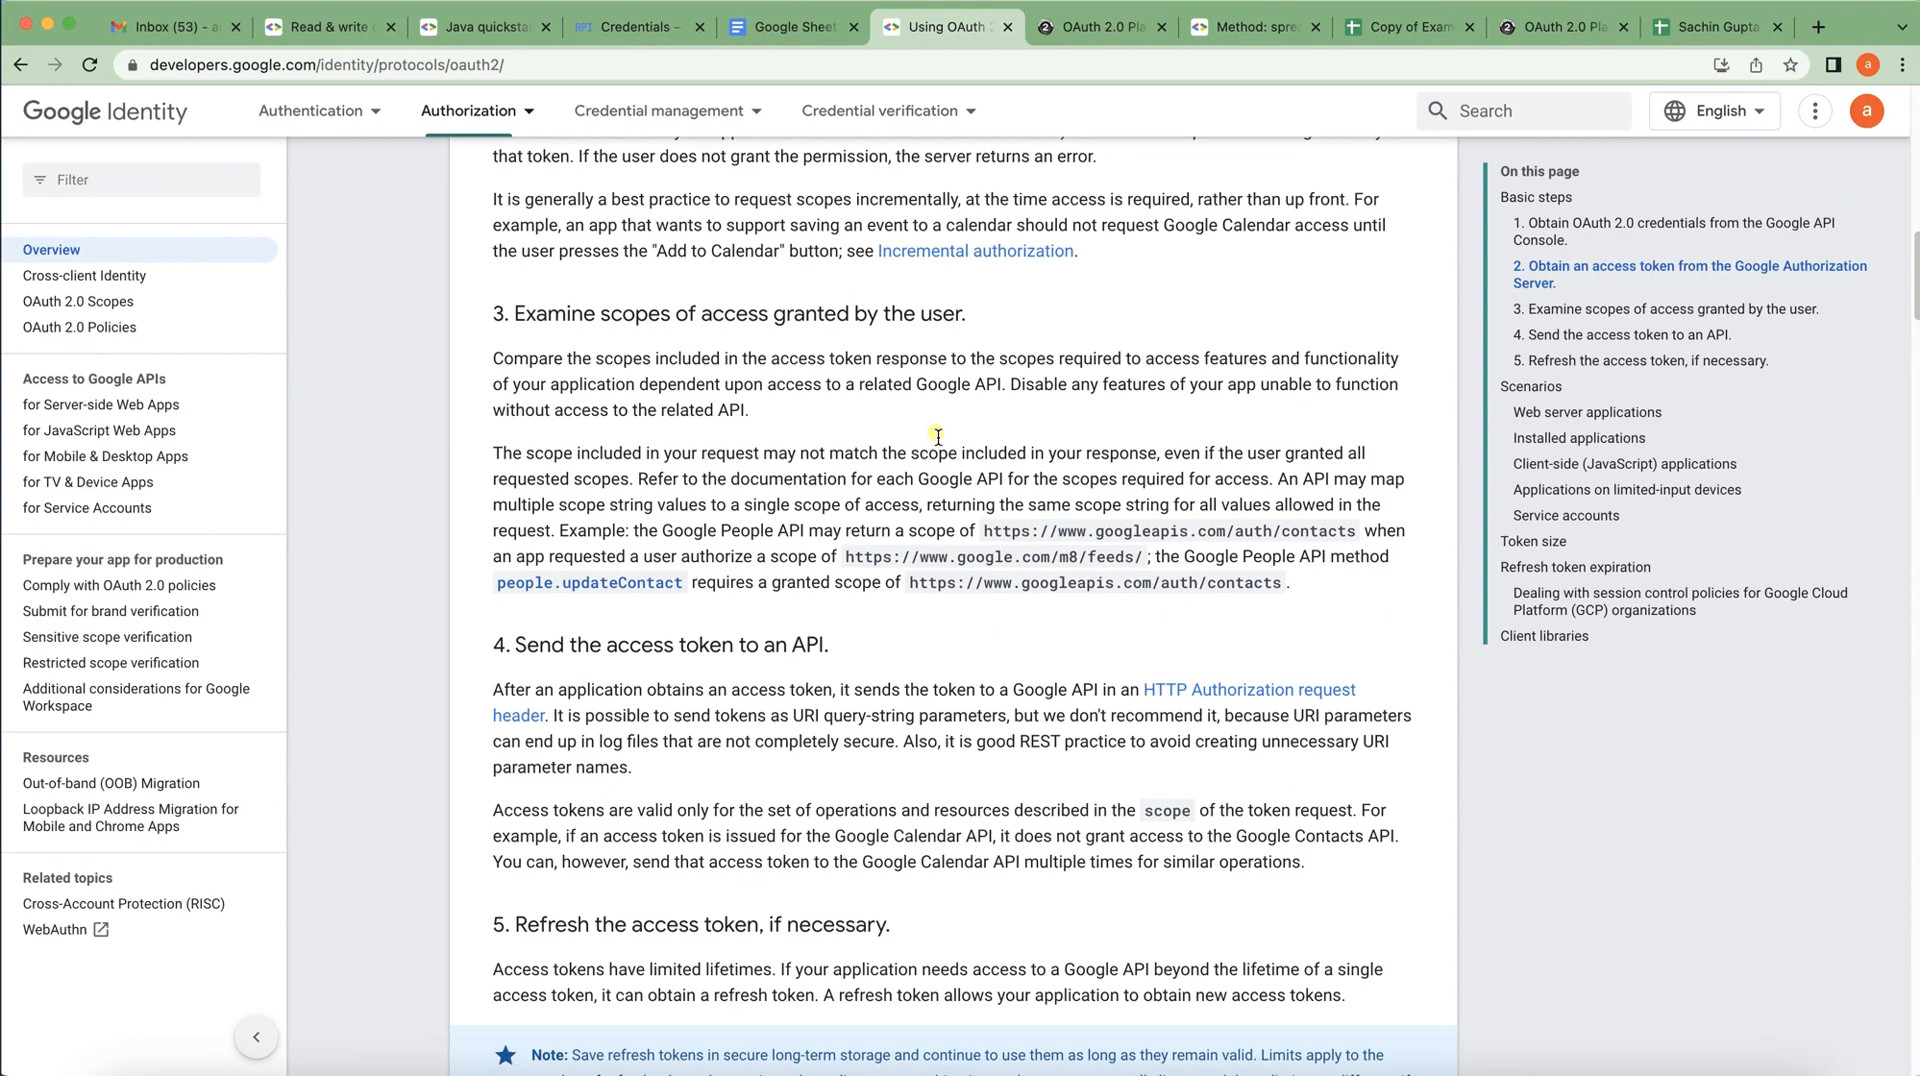 Inbox (53) - a
Read & write c
Java quicksta
API Credentials –
Google Sheet
Using OAuth 2
OAuth 2.0 Pla
Method: spre
Copy of Exam
OAuth 2.0 Pla
Sachin Gupta
developers.google.com/identity/protocols/oauth2/
a
Google Identity
Authentication
Authorization
Credential management
Credential verification
Search
English
a
Filter
Overview
Cross-client Identity
OAuth 2.0 Scopes
OAuth 2.0 Policies
Access to Google APIs
for Server-side Web Apps
for JavaScript Web Apps
for Mobile & Desktop Apps
for TV & Device Apps
for Service Accounts
Prepare your app for production
Comply with OAuth 2.0 policies
Submit for brand verification
Sensitive scope verification
Restricted scope verification
Additional considerations for Google
Workspace
Resources
Out-of-band (OOB) Migration
Loopback IP Address Migration for
Mobile and Chrome Apps
Related topics
Cross-Account Protection (RISC)
WebAuthn
that token. If the user does not grant the permission, the server returns an error.
It is generally a best practice to request scopes incrementally, at the time access is required, rather than up front. For
example, an app that wants to support saving an event to a calendar should not request Google Calendar access until
the user presses the "Add to Calendar" button; see Incremental authorization.
3. Examine scopes of access granted by the user.
Compare the scopes included in the access token response to the scopes required to access features and functionality
of your application dependent upon access to a related Google API. Disable any features of your app unable to function
without access to the related API.
The scope included in your request may not match the scope included in your response, even if the user granted all
requested scopes. Refer to the documentation for each Google API for the scopes required for access. An API may map
multiple scope string values to a single scope of access, returning the same scope string for all values allowed in the
request. Example: the Google People API may return a scope of https://www.googleapis.com/auth/contacts when
an app requested a user authorize a scope of https://www.google.com/m8/feeds/ ; the Google People API method
people.updateContact requires a granted scope of https://www.googleapis.com/auth/contacts.
4. Send the access token to an API.
After an application obtains an access token, it sends the token to a Google API in an HTTP Authorization request
header. It is possible to send tokens as URI query-string parameters, but we don't recommend it, because URI parameters
can end up in log files that are not completely secure. Also, it is good REST practice to avoid creating unnecessary URI
parameter names.
Access tokens are valid only for the set of operations and resources described in the scope of the token request. For
example, if an access token is issued for the Google Calendar API, it does not grant access to the Google Contacts API.
You can, however, send that access token to the Google Calendar API multiple times for similar operations.
5. Refresh the access token, if necessary.
Access tokens have limited lifetimes. If your application needs access to a Google API beyond the lifetime of a single
access token, it can obtain a refresh token. A refresh token allows your application to obtain new access tokens.
Note: Save refresh tokens in secure long-term storage and continue to use them as long as they remain valid. Limits apply to the
On this page
Basic steps
1. Obtain OAuth 2.0 credentials from the Google API
Console.
2. Obtain an access token from the Google Authorization
Server.
3. Examine scopes of access granted by the user.
4. Send the access token to an API.
5. Refresh the access token, if necessary.
Scenarios
Web server applications
Installed applications
Client-side (JavaScript) applications
Applications on limited-input devices
Service accounts
Token size
Refresh token expiration
Dealing with session control policies for Google Cloud
Platform (GCP) organizations
Client libraries